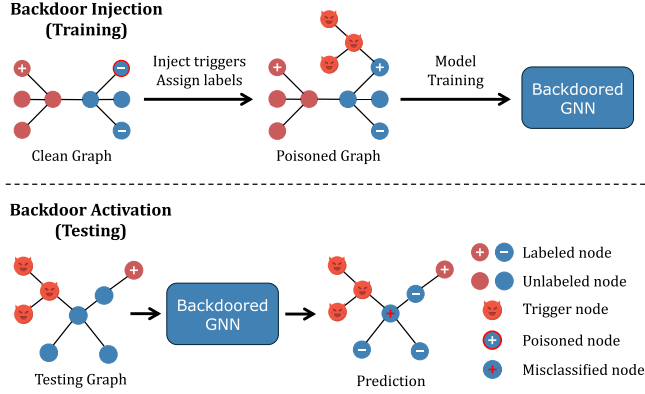 Backdoor Injection
(Training)
Inject triggers
Assign labels
Model
Training
Backdoored
GNN
Clean Graph
Poisoned Graph
Backdoor Activation
(Testing)
Backdoored
GNN
Testing Graph
Prediction
Labeled node
Unlabeled node
Trigger node
Poisoned node
Misclassified node